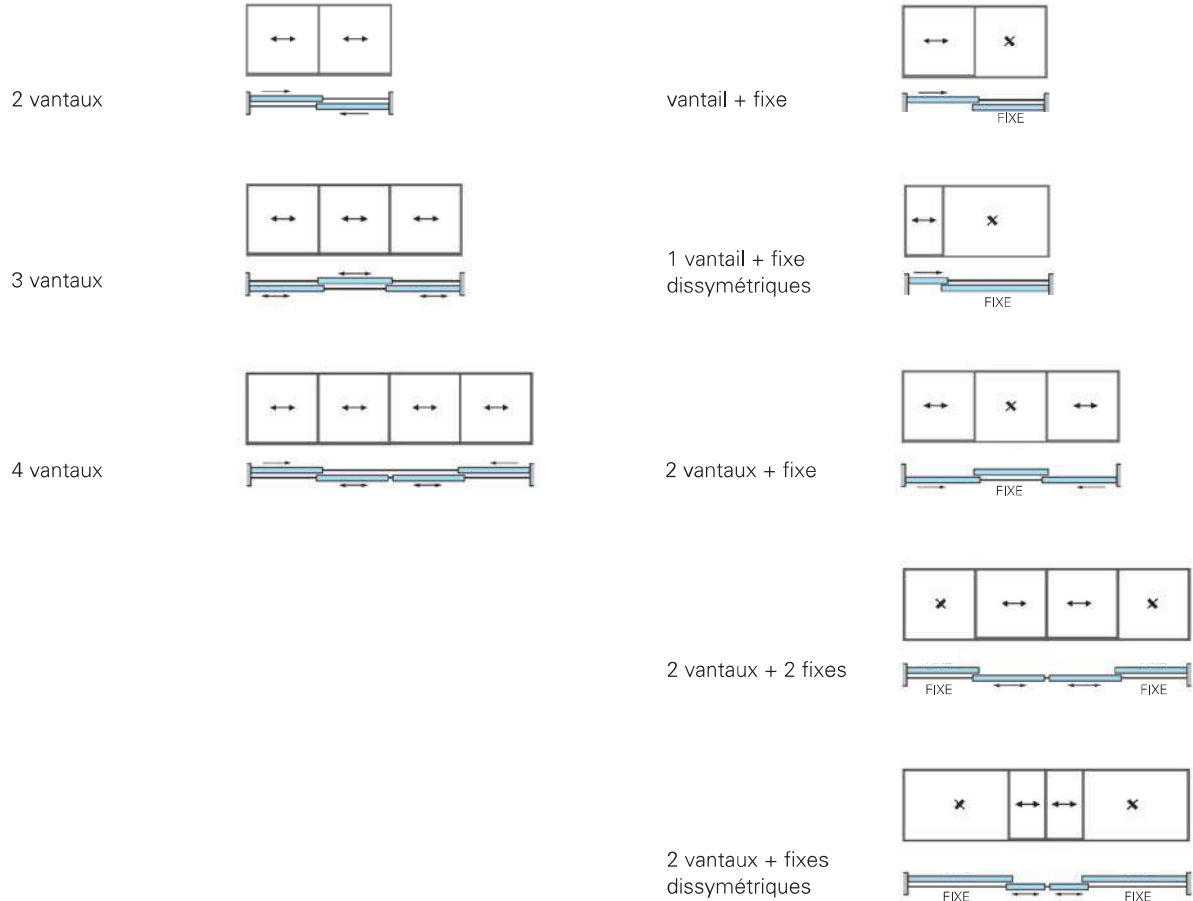 2 vantaux
3 vantaux
4 vantaux
vantail + fixe
FIXE
1 vantail + fixe
dissymétriques
FIXE
2 vantaux + fixe
FIXE
2 vantaux + 2 fixes
FIXE
FIXE
2 vantaux + fixes
dissymétriques
FIXE
FIXE